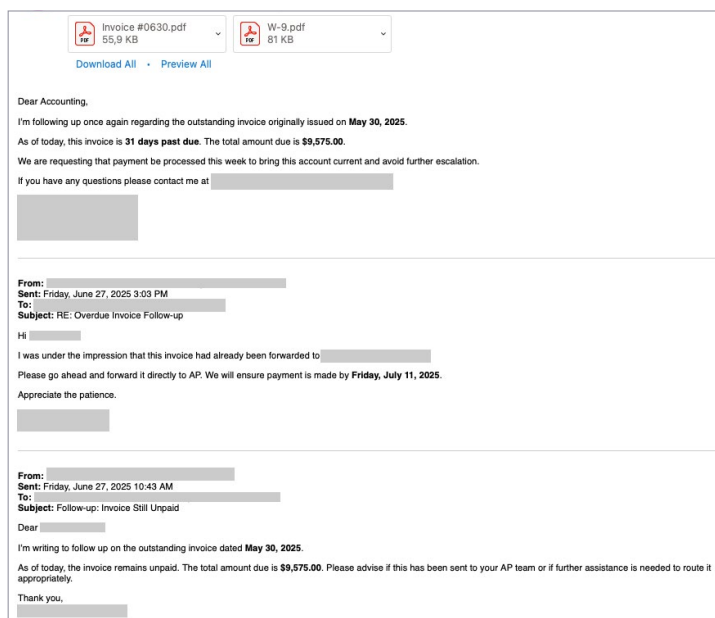 Invoice #0630.pdf
55,9 KB
W-9.pdf
81 KB
PDF
PDF
Download All • Preview All
Dear Accounting,
I'm following up once again regarding the outstanding invoice originally issued on May 30, 2025.
As of today, this invoice is 31 days past due. The total amount due is $9,575.00.
We are requesting that payment be processed this week to bring this account current and avoid further escalation.
If you have any questions please contact me at
From:
Sent: Friday, June 27, 2025 3:03 PM
To:
Subject: RE: Overdue Invoice Follow-up
Hi
I was under the impression that this invoice had already been forwarded to
Please go ahead and forward it directly to AP. We will ensure payment is made by Friday, July 11, 2025.
Appreciate the patience.
From:
Sent: Friday, June 27, 2025 10:43 AM
To:
Subject: Follow-up: Invoice Still Unpaid
Dear
I'm writing to follow up on the outstanding invoice dated May 30, 2025.
As of today, the invoice remains unpaid. The total amount due is $9,575.00. Please advise if this has been sent to your AP team or if further assistance is needed to route it
appropriately.
Thank you,